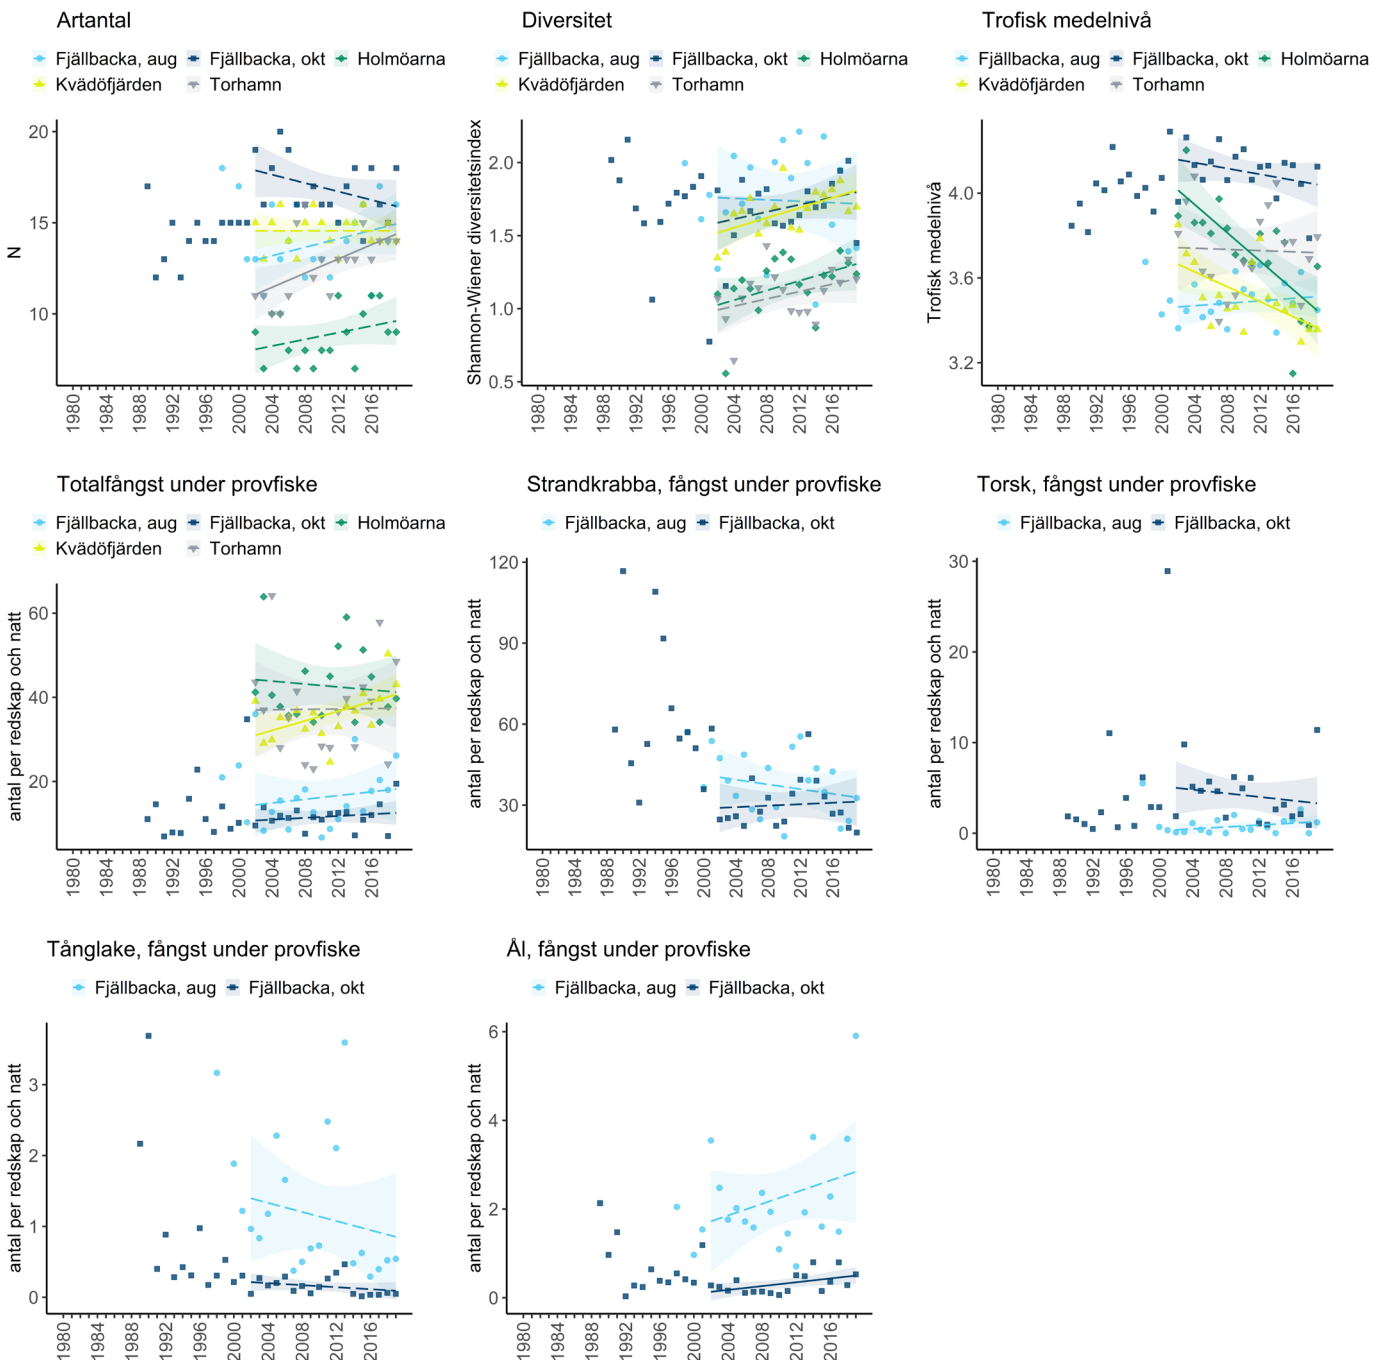 Artantal
Fjällbacka, aug Fjällbacka, okt Holmöarna
Kvädöfjärden Torhamn
N
20
15
10
1980 1984 1988 1992 1996 2000 2004 2008 2012 2016
Diversitet
Fjällbacka, aug Fjällbacka, okt Holmöarna
Kvädöfjärden Torhamn
Shannon-Wiener diversitetsindex
2.0
1.5
1.0
0.5
1980 1984 1988 1992 1996 2000 2004 2008 2012 2016
Trofisk medelnivå
Fjällbacka, aug Fjällbacka, okt Holmöarna
Kvädöfjärden Torhamn
Trofisk medelnivå
4.0
3.6
3.2
1980 1984 1988 1992 1996 2000 2004 2008 2012 2016
Totalfångst under provfiske
Fjällbacka, aug Fjällbacka, okt Holmöarna
Kvädöfjärden Torhamn
antal per redskap och natt
60
40
20
1980 1984 1988 1992 1996 2000 2004 2008 2012 2016
Strandkrabba, fångst under provfiske
Fjällbacka, aug Fjällbacka, okt
antal per redskap och natt
120
90
60
30
1980 1984 1988 1992 1996 2000 2004 2008 2012 2016
Torsk, fångst under provfiske
Fjällbacka, aug Fjällbacka, okt
antal per redskap och natt
30
20
10
0
1980 1984 1988 1992 1996 2000 2004 2008 2012 2016
Tånglake, fångst under provfiske
Fjällbacka, aug Fjällbacka, okt
antal per redskap och natt
3
2
1
0
1980 1984 1988 1992 1996 2000 2004 2008 2012 2016
Ål, fångst under provfiske
Fjällbacka, aug Fjällbacka, okt
antal per redskap och natt
6
4
2
0
1980 1984 1988 1992 1996 2000 2004 2008 2012 2016